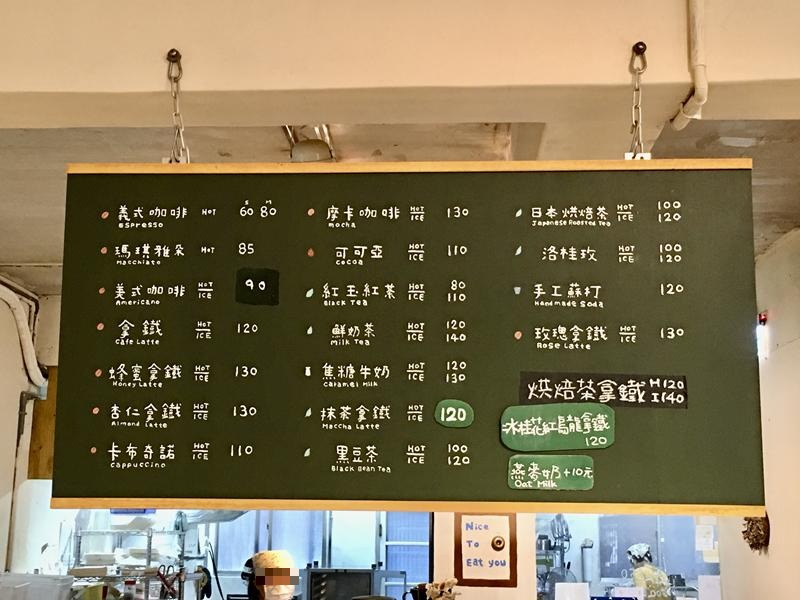 S M
義式咖啡 HOT 60 80
Espresso
瑪琪雅朵 HOT 85
Macchiato
美式咖啡 HOT ICE 90
Americano
拿鐵 HOT ICE 120
Cafe Latte
蜂蜜拿鐵 HOT ICE 130
Honey Latte
杏仁拿鐵 HOT ICE 130
Almond Latte
卡布奇諾 HOT ICE 110
cappuccino
摩卡咖啡 HOT ICE 130
mocha
可可亞 HOT ICE 110
cocoa
紅玉紅茶 HOT 80
Black Tea ICE 110
鮮奶茶 HOT 120
Milk Tea ICE 140
焦糖牛奶 HOT 120
Caramel Milk ICE 130
抹茶拿鐵 HOT ICE 120
Maccha Latte
黑豆茶 HOT 100
Black Bean Tea ICE 120
日本烘焙茶 HOT 100
Japanese Roasted Tea ICE 120
洛桂玫 HOT 100
ICE 120
手工蘇打 120
Handmade Soda
玫瑰拿鐵 HOT ICE 130
Rose Latte
烘焙茶拿鐵 H120
I140
冰桂花紅烏龍拿鐵
120
燕麥奶+10元
Oat Milk
Nice
To
Eat you